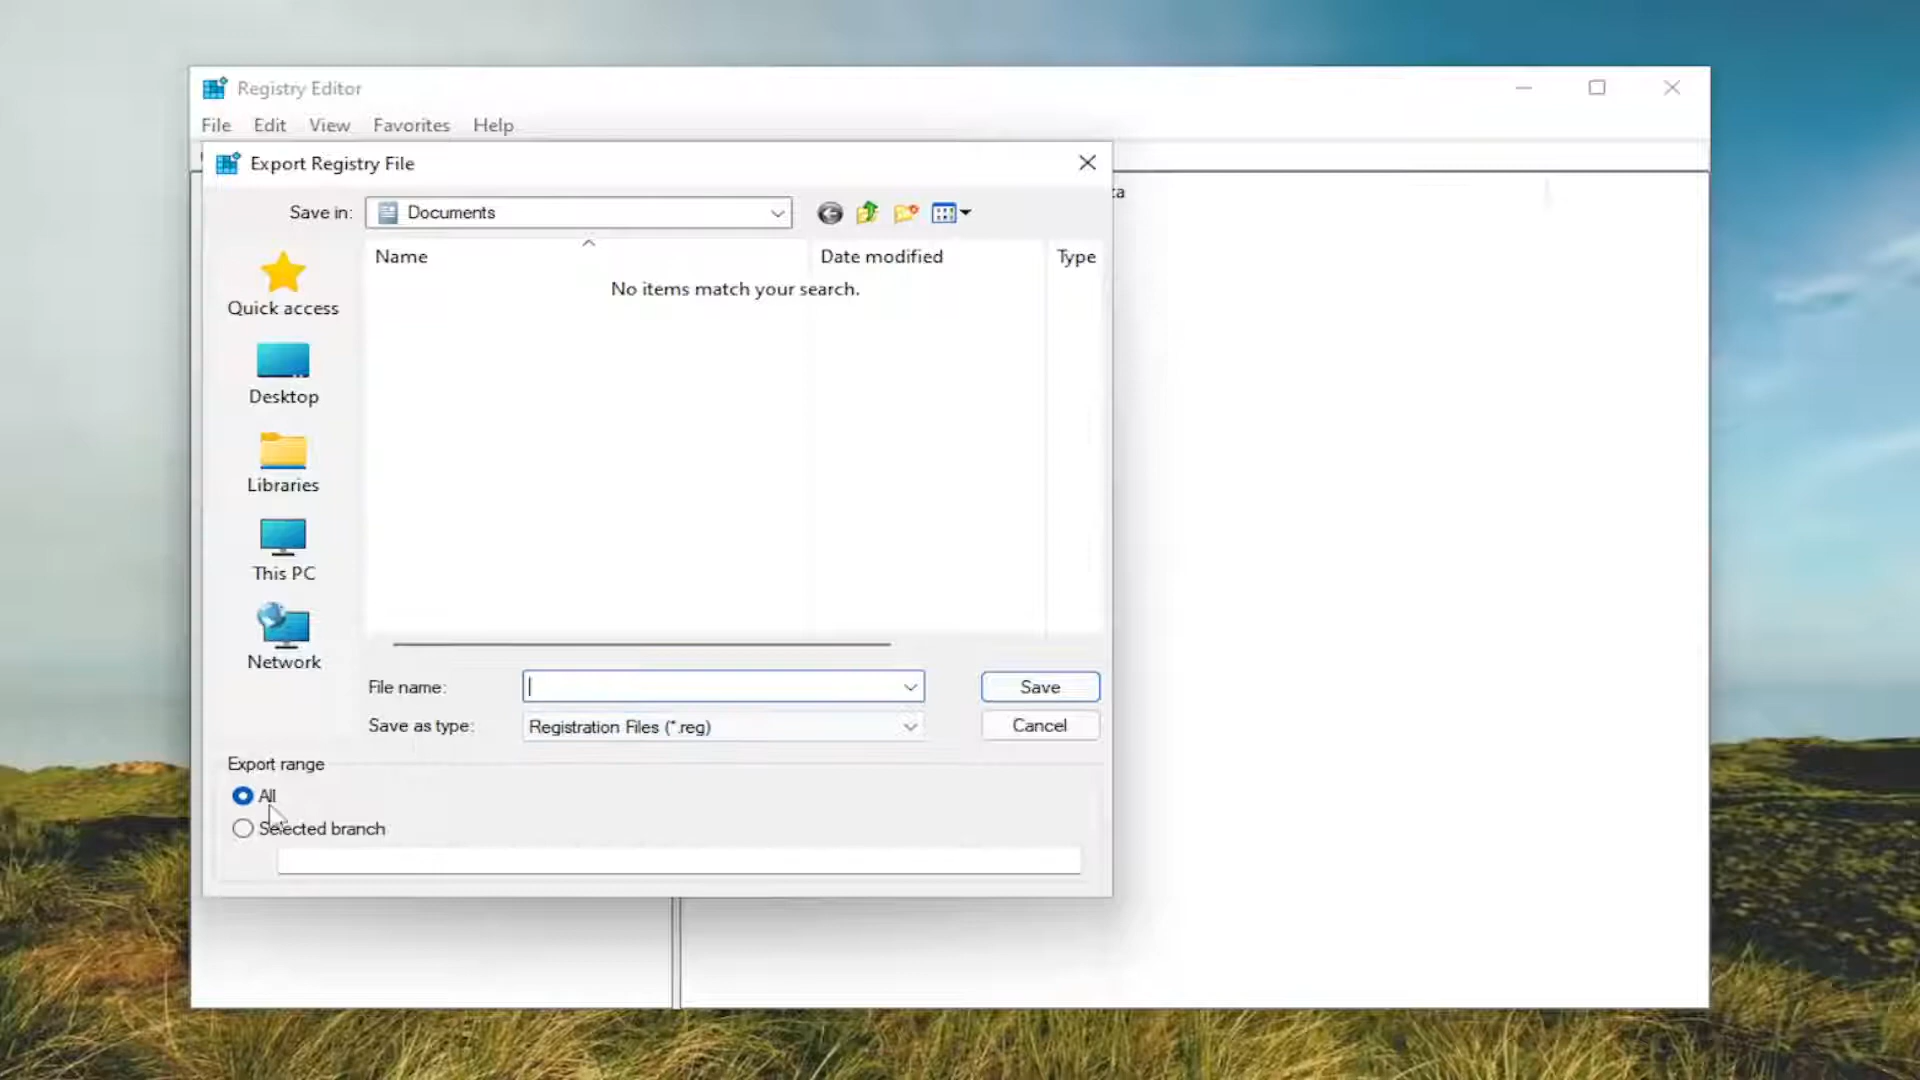 Registry Editor
File Edit View Favorites Help
Export Registry File
Save in: Documents
Name Date modified Type
No items match your search.
Quick access
Desktop
Libraries
This PC
Network
File name: Save
Save as type: Registration Files (*.reg) Cancel
Export range
All
Selected branch